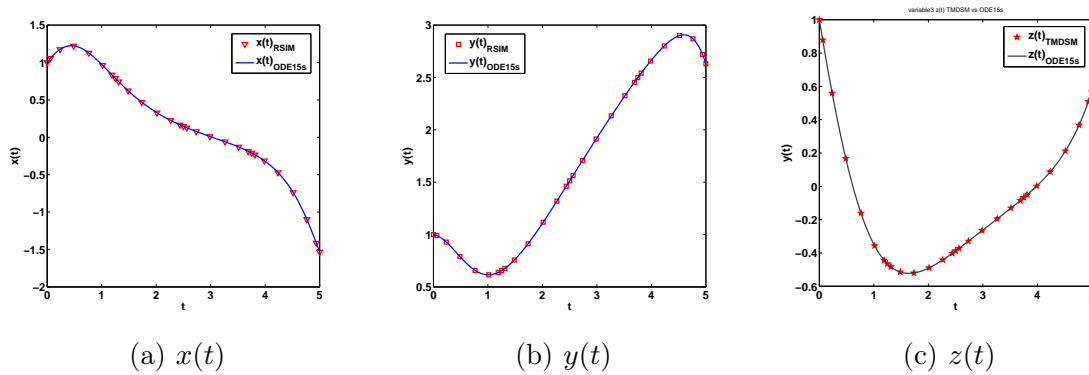 1.5
1
0.5
0
−0.5
−1
−1.5
−2
x(t)
0 1 2 3 4 5
t
x(t)RSIM
x(t)ODE15s
(a) x(t)
3
2.5
2
1.5
1
0.5
y(t)
0 1 2 3 4 5
t
y(t)RSIM
y(t)ODE15s
(b) y(t)
variable3 z(t) TMDSM vs ODE15s
1
0.8
0.6
0.4
0.2
0
−0.2
−0.4
−0.6
y(t)
0 1 2 3 4
t
z(t)TMDSM
z(t)ODE15s
(c) z(t)